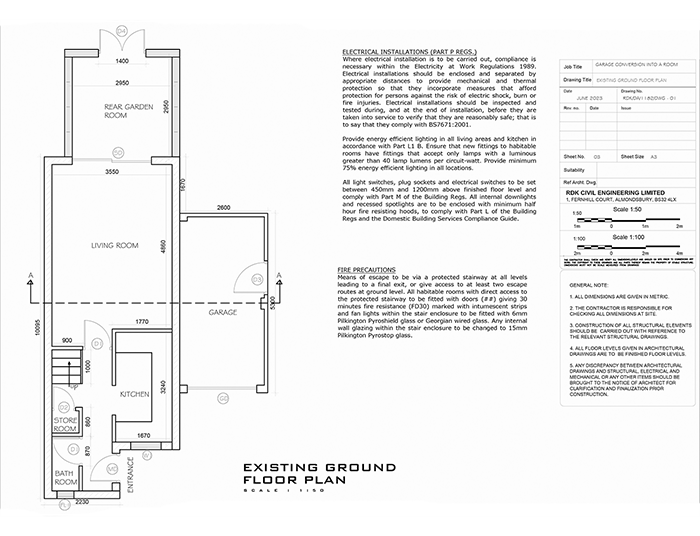 D4
1400
2950
REAR GARDEN
ROOM
2950
SD
3550
1670
2600
LIVING ROOM
4860
A
A
D3
GARAGE
5300
10095
1770
900
D
1000
UP
KITCHEN
3240
D2
STORE
ROOM
860
1670
GD
D1
870
BATH
ROOM
MD
W
ENTRANCE
2230
EXISTING GROUND
FLOOR PLAN
SCALE : 1:50
ELECTRICAL INSTALLATIONS (PART P REGS.)
Where electrical installation is to be carried out, compliance is
necessary within the Electricity at Work Regulations 1989.
Electrical installations should be enclosed and separated by
appropriate distances to provide mechanical and thermal
protection so that they incorporate measures that afford
protection for persons against the risk of electric shock, burn or
fire injuries. Electrical installations should be inspected and
tested during, and at the end of installation, before they are
taken into service to verify that they are reasonably safe; that is
to say that they comply with BS7671:2001.
Provide energy efficient lighting in all living areas and kitchen in
accordance with Part L1 B. Ensure that new fittings to habitable
rooms have fittings that accept only lamps with a luminous
greater than 40 lamp lumens per circuit-watt. Provide minimum
75% energy efficient lighting in all locations.
All light switches, plug sockets and electrical switches to be set
between 450mm and 1200mm above finished floor level and
comply with Part M of the Building Regs. All internal downlights
and recessed spotlights are to be enclosed with minimum half
hour fire resisting hoods, to comply with Part L of the Building
Regs and the Domestic Building Services Compliance Guide.
FIRE PRECAUTIONS
Means of escape to be via a protected stairway at all levels
leading to a final exit, or give access to at least two escape
routes at ground level. All habitable rooms with direct access to
the protected stairway to be fitted with doors (##) giving 30
minutes fire resistance (FD30) marked with intumescent strips
and fan lights within the stair enclosure to be fitted with 6mm
Pilkington Pyroshield glass or Georgian wired glass. Any internal
wall glazing within the stair enclosure to be changed to 15mm
Pilkington Pyrostop glass.
Job Title GARAGE CONVERSION INTO A ROOM
Drawing Title EXISTING GROUND FLOOR PLAN
Date Drawing No.
JUNE 2023
Rev. no. Date Issue
Sheet No. 03 Sheet Size A3
Suitability
Ref Archt. Dwg.
RDK CIVIL ENGINEERING LIMITED
1, FERNHILL COURT, ALMONDSBURY, BS32 4LX
1:50 Scale 1:50
1m 0 1m 2m
1:100 Scale 1:100
2m 0 2m 4m
GENERAL NOTE:
1. ALL DIMENSIONS ARE GIVEN IN METRIC.
2. THE CONTRACTOR IS RESPONSIBLE FOR
CHECKING ALL DIMENSIONS AT SITE.
3. CONSTRUCTION OF ALL STRUCTURAL ELEMENTS
SHOULD BE CARRIED OUT WITH REFERENCE TO
THE RELEVANT STRUCTURAL DRAWINGS.
4. ALL FLOOR LEVELS GIVEN IN ARCHITECTURAL
DRAWINGS ARE TO BE FINISHED FLOOR LEVELS.
5. ANY DISCREPANCY BETWEEN ARCHITECTURAL
DRAWINGS AND STRUCTURAL, ELECTRICAL AND
MECHANICAL OR ANY OTHER ITEMS SHOULD BE
BROUGHT TO THE NOTICE OF ARCHITECT FOR
CLARIFICATION AND FINALIZATION PRIOR
CONSTRUCTION.